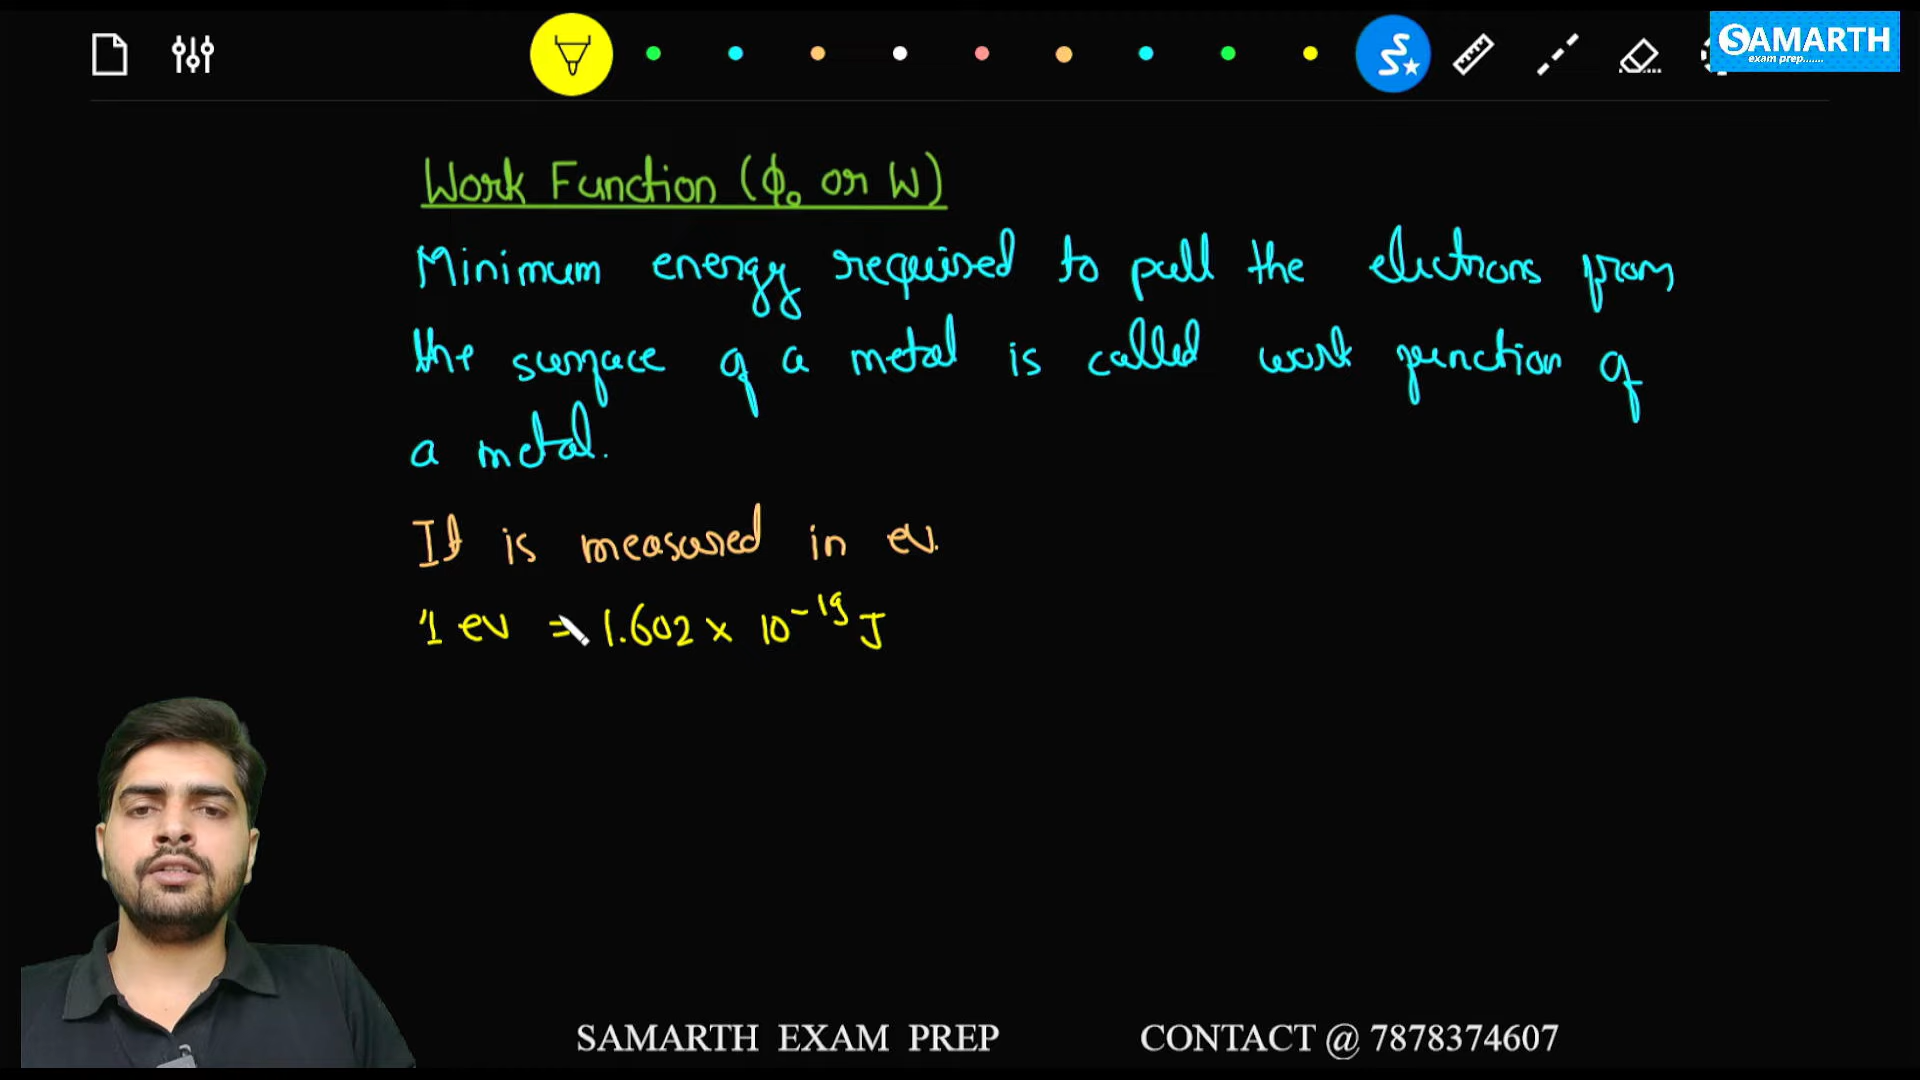 SAMARTH
exam prep......
Work Function (ϕ₀ or W)
Minimum energy required to pull the electrons from
the surface of a metal is called work function of
a metal.
It is measured in ev.
1 ev = 1.602 × 10⁻¹⁹ J
SAMARTH EXAM PREP CONTACT @ 7878374607